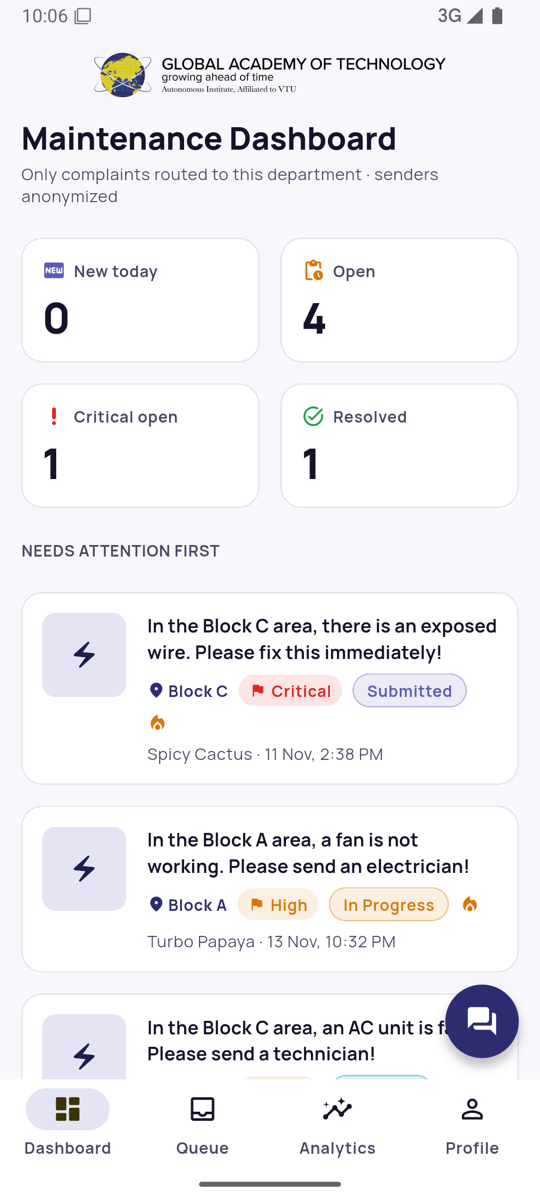 10:06
3G
GLOBAL ACADEMY OF TECHNOLOGY
growing ahead of time
Autonomous Institute, Affiliated to VTU
Maintenance Dashboard
Only complaints routed to this department · senders
anonymized
NEW New today
0
Open
4
Critical open
1
Resolved
1
NEEDS ATTENTION FIRST
In the Block C area, there is an exposed
wire. Please fix this immediately!
Block C Critical Submitted
Spicy Cactus · 11 Nov, 2:38 PM
In the Block A area, a fan is not
working. Please send an electrician!
Block A High In Progress
Turbo Papaya · 13 Nov, 10:32 PM
In the Block C area, an AC unit is
Please send a technician!
Dashboard
Queue
Analytics
Profile